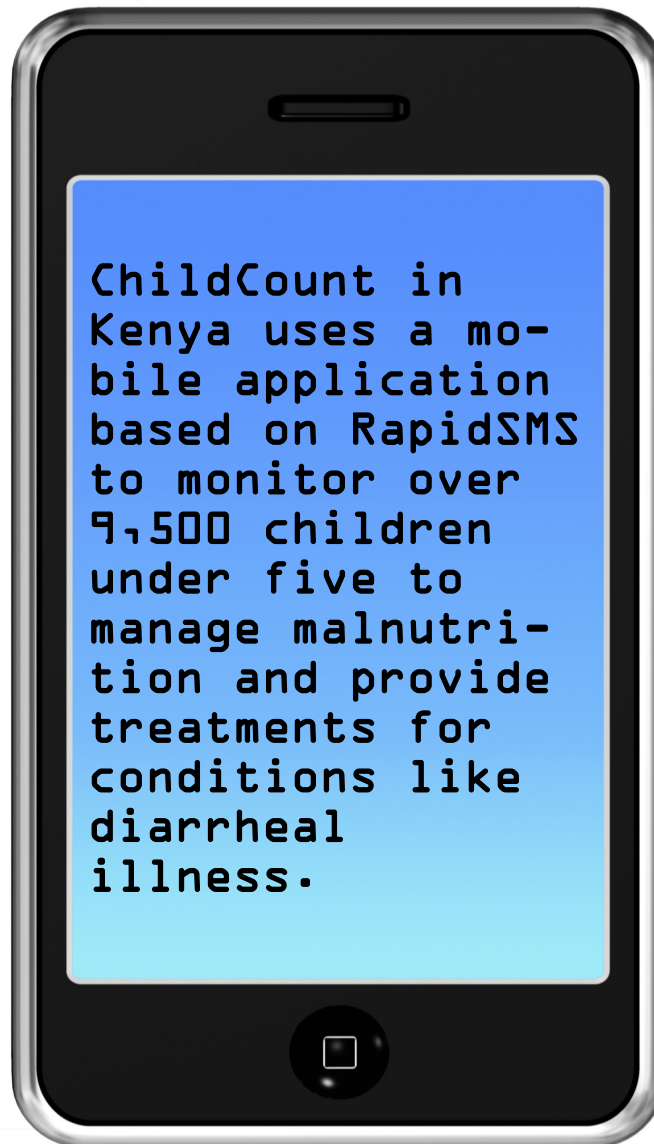 ChildCount in
Kenya uses a mo-
bile application
based on RapidSMS
to monitor over
9,500 children
under five to
manage malnutri-
tion and provide
treatments for
conditions like
diarrheal
illness.